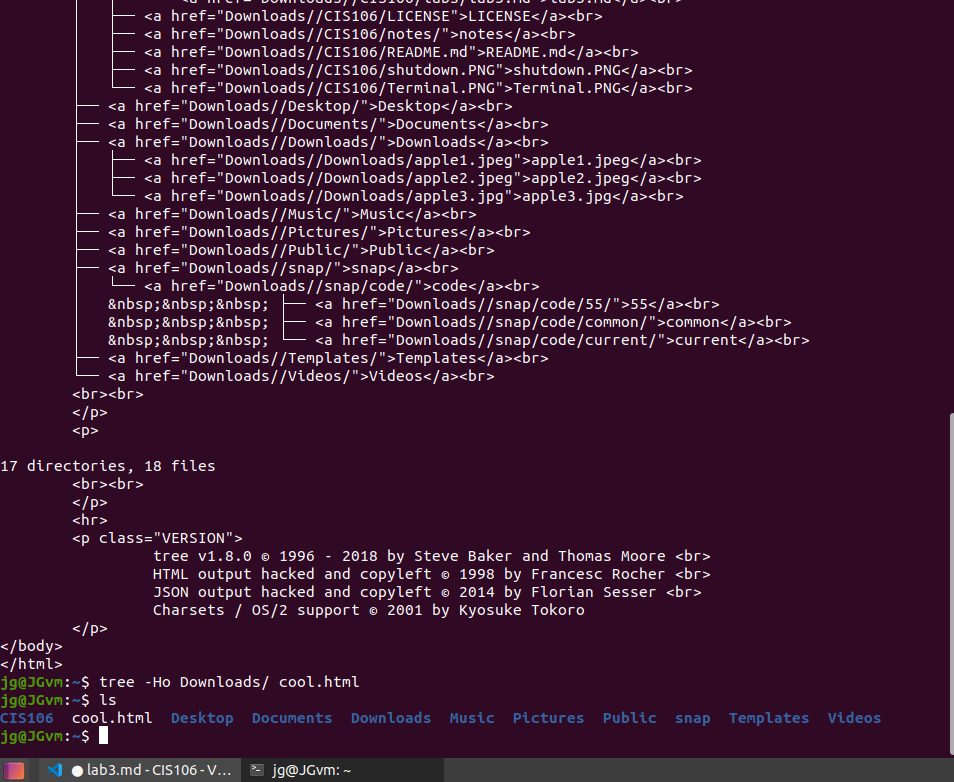 ├── <a href="Downloads//CIS106/labs/lab3.md">lab3.md</a><br>
├── <a href="Downloads//CIS106/LICENSE">LICENSE</a><br>
├── <a href="Downloads//CIS106/notes/">notes</a><br>
├── <a href="Downloads//CIS106/README.md">README.md</a><br>
├── <a href="Downloads//CIS106/shutdown.PNG">shutdown.PNG</a><br>
└── <a href="Downloads//CIS106/Terminal.PNG">Terminal.PNG</a><br>
├── <a href="Downloads//Desktop/">Desktop</a><br>
├── <a href="Downloads//Documents/">Documents</a><br>
├── <a href="Downloads//Downloads/">Downloads</a><br>
│   ├── <a href="Downloads//Downloads/apple1.jpeg">apple1.jpeg</a><br>
│   ├── <a href="Downloads//Downloads/apple2.jpeg">apple2.jpeg</a><br>
│   └── <a href="Downloads//Downloads/apple3.jpg">apple3.jpg</a><br>
├── <a href="Downloads//Music/">Music</a><br>
├── <a href="Downloads//Pictures/">Pictures</a><br>
├── <a href="Downloads//Public/">Public</a><br>
├── <a href="Downloads//snap/">snap</a><br>
│   └── <a href="Downloads//snap/code/">code</a><br>
│   &nbsp;&nbsp;&nbsp; ├── <a href="Downloads//snap/code/55/">55</a><br>
│   &nbsp;&nbsp;&nbsp; ├── <a href="Downloads//snap/code/common/">common</a><br>
│   &nbsp;&nbsp;&nbsp; └── <a href="Downloads//snap/code/current/">current</a><br>
├── <a href="Downloads//Templates/">Templates</a><br>
└── <a href="Downloads//Videos/">Videos</a><br>
<br><br>
</p>
<p>
17 directories, 18 files
<br><br>
</p>
<hr>
<p class="VERSION">
tree v1.8.0 © 1996 - 2018 by Steve Baker and Thomas Moore <br>
HTML output hacked and copyleft © 1998 by Francesc Rocher <br>
JSON output hacked and copyleft © 2014 by Florian Sesser <br>
Charsets / OS/2 support © 2001 by Kyosuke Tokoro
</p>
</body>
</html>
jg@JGvm:~$ tree -Ho Downloads/ cool.html
jg@JGvm:~$ ls
CIS106  cool.html  Desktop  Documents  Downloads  Music  Pictures  Public  snap  Templates  Videos
jg@JGvm:~$
● lab3.md - CIS106 - V...  jg@JGvm: ~